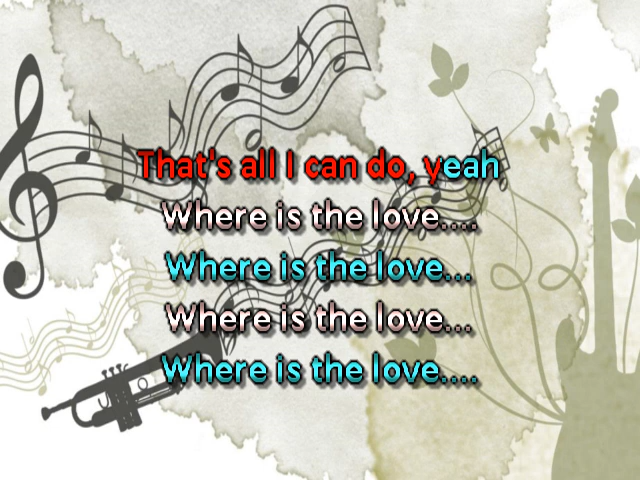 That's all I can do, yeah
Where is the love....
Where is the love...
Where is the love...
Where is the love....